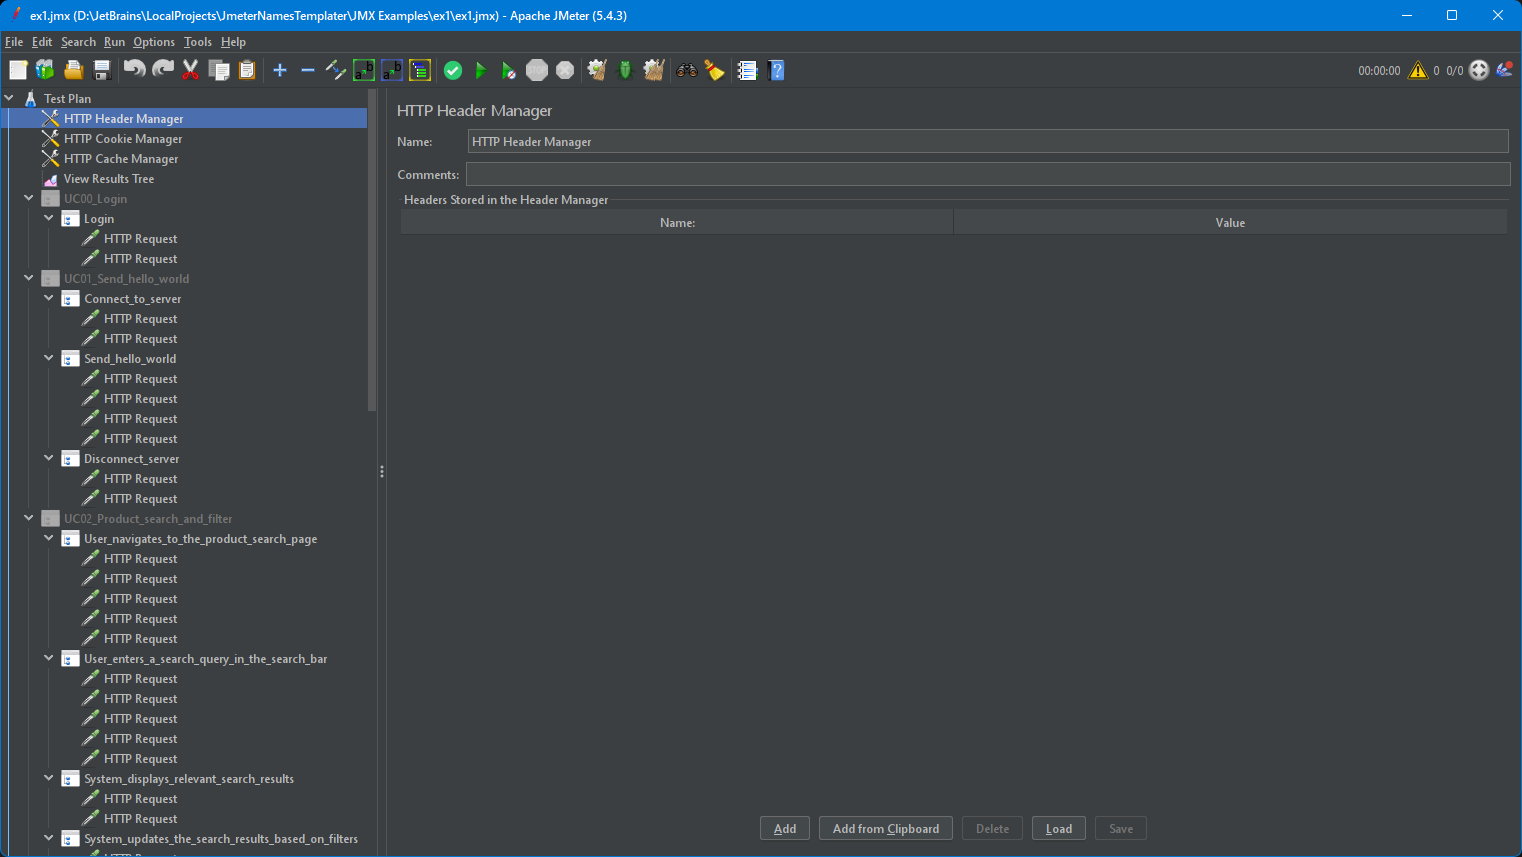 ex1.jmx (D:\JetBrains\LocalProjects\JmeterNamesTemplater\JMX Examples\ex1\ex1.jmx) - Apache JMeter (5.4.3)
File Edit Search Run Options Tools Help
00:00:00 0 0/0
Test Plan
HTTP Header Manager
HTTP Cookie Manager
HTTP Cache Manager
View Results Tree
UC00_Login
Login
HTTP Request
HTTP Request
UC01_Send_hello_world
Connect_to_server
HTTP Request
HTTP Request
Send_hello_world
HTTP Request
HTTP Request
HTTP Request
HTTP Request
Disconnect_server
HTTP Request
HTTP Request
UC02_Product_search_and_filter
User_navigates_to_the_product_search_page
HTTP Request
HTTP Request
HTTP Request
HTTP Request
HTTP Request
User_enters_a_search_query_in_the_search_bar
HTTP Request
HTTP Request
HTTP Request
HTTP Request
HTTP Request
System_displays_relevant_search_results
HTTP Request
HTTP Request
System_updates_the_search_results_based_on_filters
HTTP Header Manager
Name: HTTP Header Manager
Comments:
Headers Stored in the Header Manager
Name: Value
Add Add from Clipboard Delete Load Save